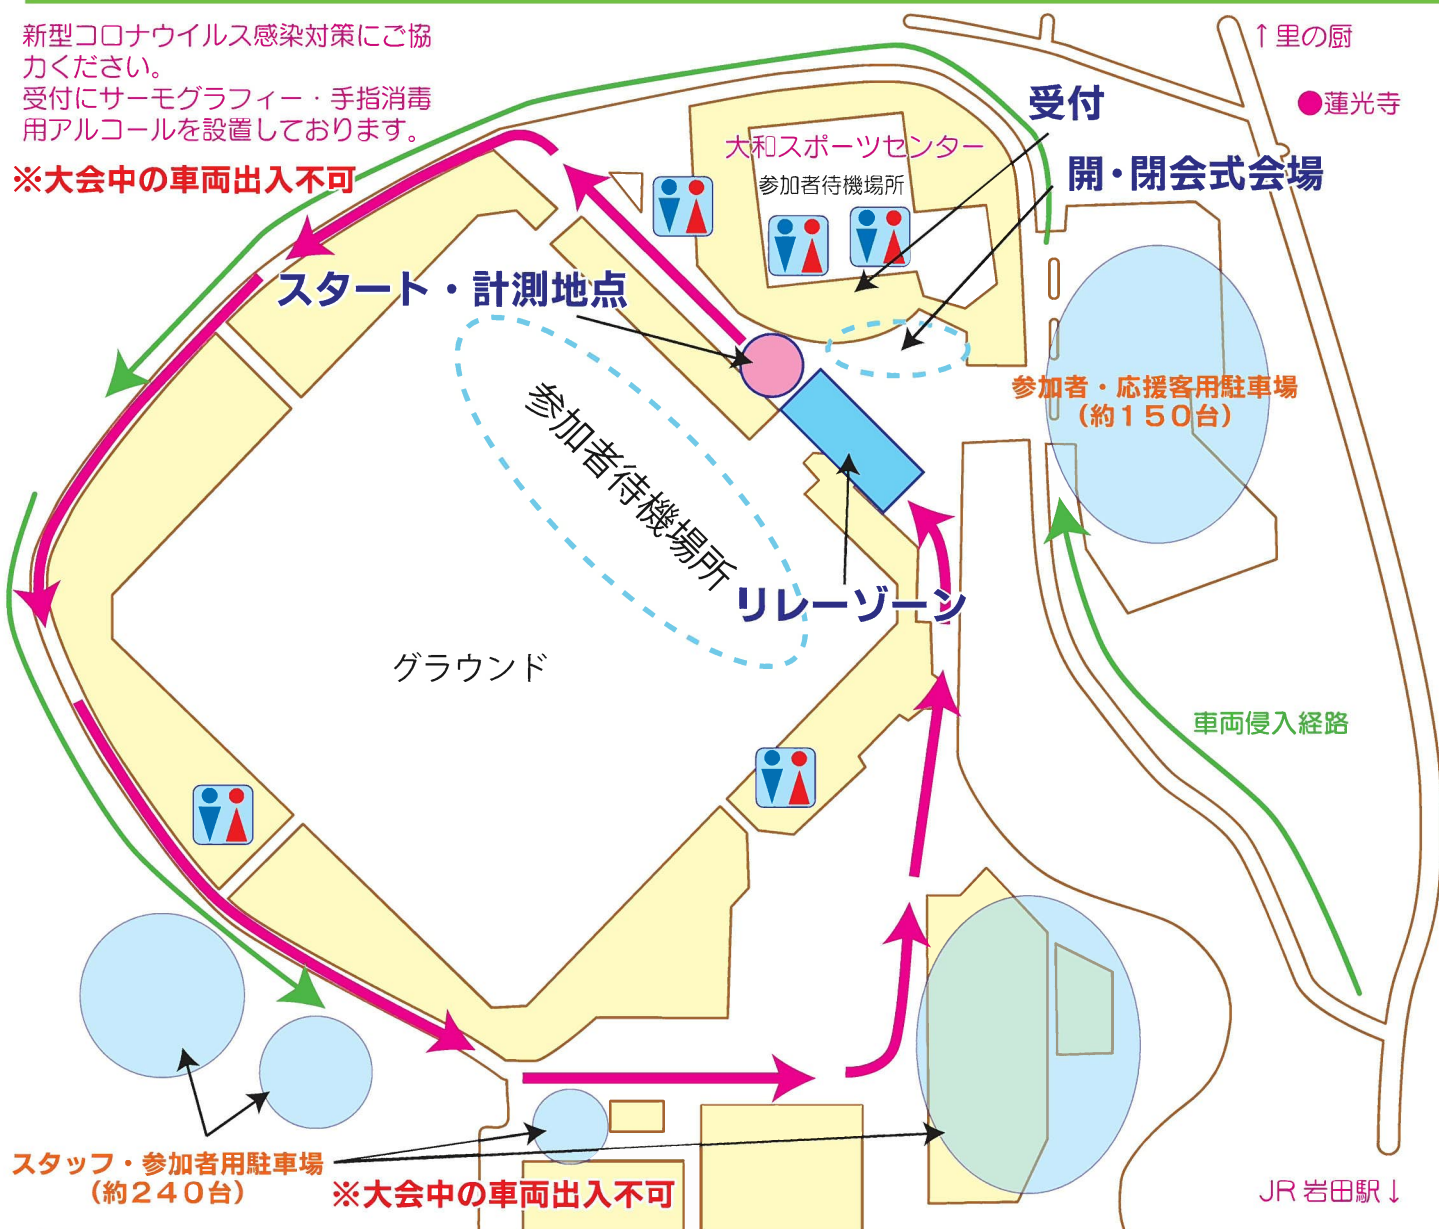 新型コロナウイルス感染対策にご協
力ください。
受付にサーモグラフィー・手指消毒
用アルコールを設置しております。
※大会中の車両出入不可
↑里の厨
●蓮光寺
受付
大和スポーツセンター
参加者待機場所
開・閉会式会場
スタート・計測地点
参加者・応援客用駐車場
（約１５０台）
参加者待機場所
リレーゾーン
グラウンド
車両侵入経路
スタッフ・参加者用駐車場
（約２４０台）
※大会中の車両出入不可
JR 岩田駅↓